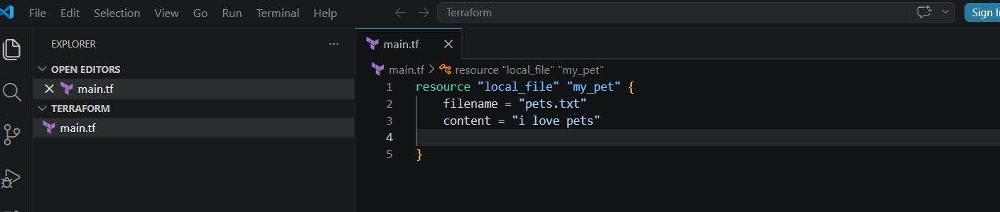 File Edit Selection View Go Run Terminal Help Terraform Sign I
EXPLORER ···
main.tf
OPEN EDITORS
main.tf > resource "local_file" "my_pet"
main.tf
1 resource "local_file" "my_pet" {
2 filename = "pets.txt"
TERRAFORM
3 content = "i love pets"
main.tf
4
5 }